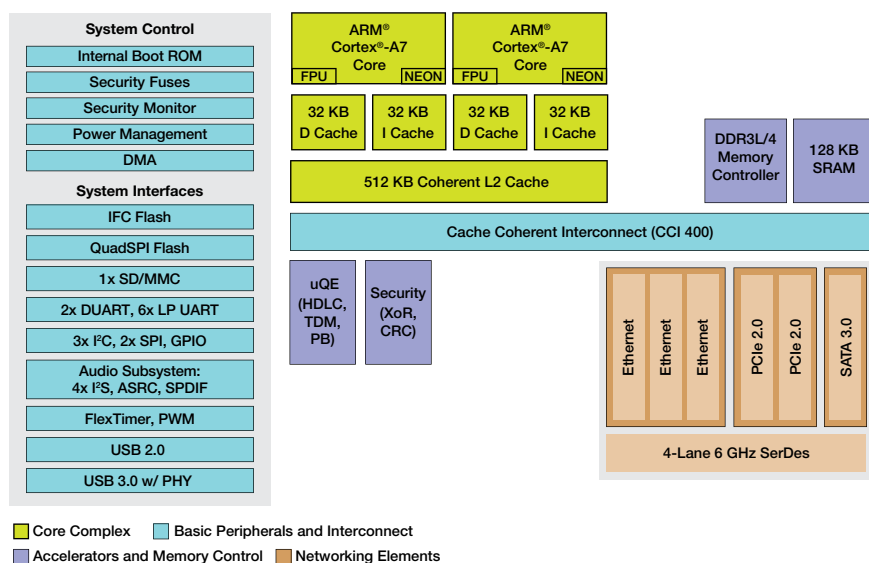 System Control
Internal Boot ROM
Security Fuses
Security Monitor
Power Management
DMA
System Interfaces
IFC Flash
QuadSPI Flash
1x SD/MMC
2x DUART, 6x LP UART
3x I²C, 2x SPI, GPIO
Audio Subsystem:
4x I²S, ASRC, SPDIF
FlexTimer, PWM
USB 2.0
USB 3.0 w/ PHY
ARM®
Cortex®-A7
Core
FPU
NEON
ARM®
Cortex®-A7
Core
FPU
NEON
32 KB
D Cache
32 KB
I Cache
32 KB
D Cache
32 KB
I Cache
512 KB Coherent L2 Cache
DDR3L/4
Memory
Controller
128 KB
SRAM
Cache Coherent Interconnect (CCI 400)
uQE
(HDLC,
TDM,
PB)
Security
(XoR,
CRC)
Ethernet
Ethernet
Ethernet
PCIe 2.0
PCIe 2.0
SATA 3.0
4-Lane 6 GHz SerDes
Core Complex
Basic Peripherals and Interconnect
Accelerators and Memory Control
Networking Elements